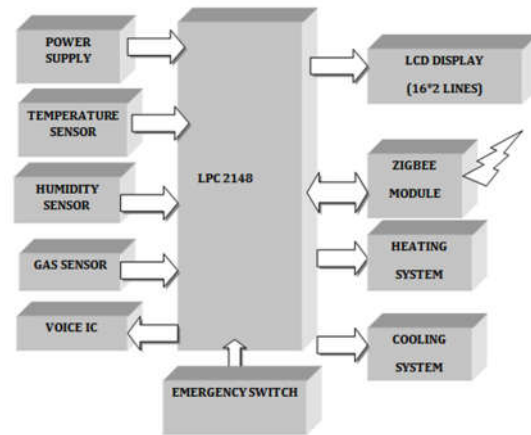 POWER
SUPPLY
TEMPERATURE
SENSOR
HUMIDITY
SENSOR
GAS SENSOR
VOICE IC
LPC 2148
EMERGENCY SWITCH
LCD DISPLAY
(16*2 LINES)
ZIGBEE
MODULE
HEATING
SYSTEM
COOLING
SYSTEM